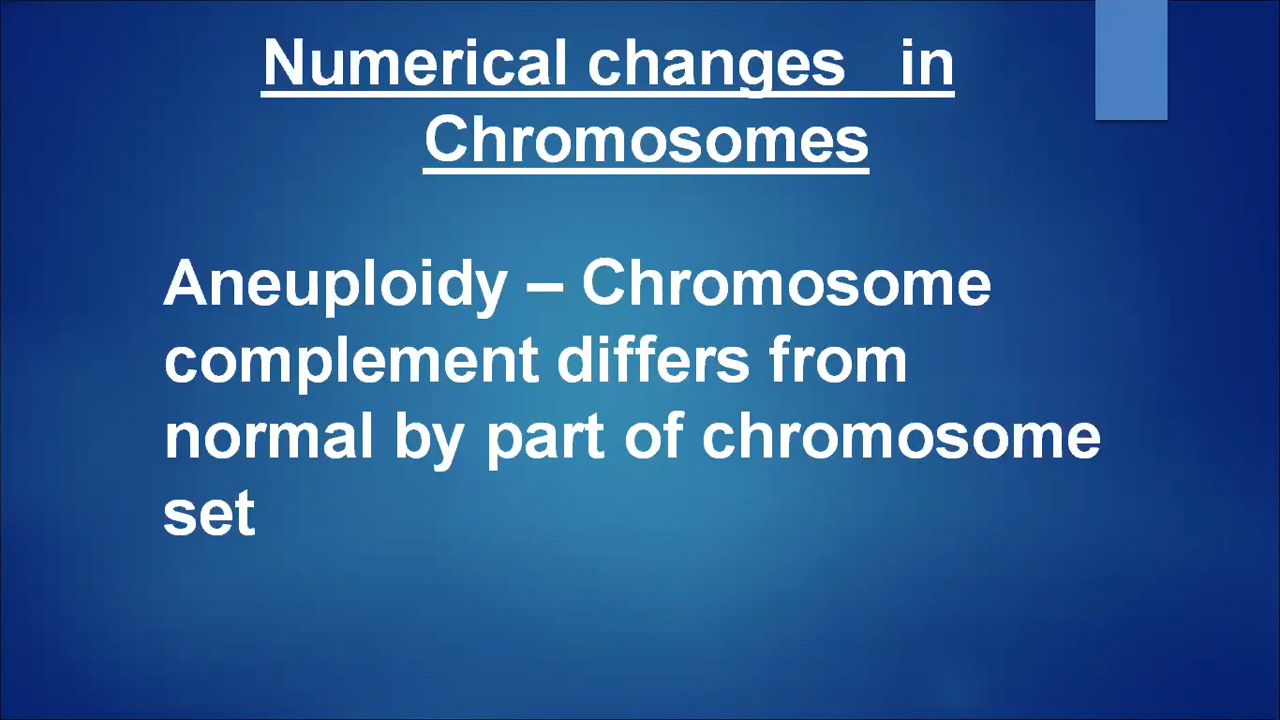 Numerical changes   in
Chromosomes
Aneuploidy – Chromosome
complement differs from
normal by part of chromosome
set